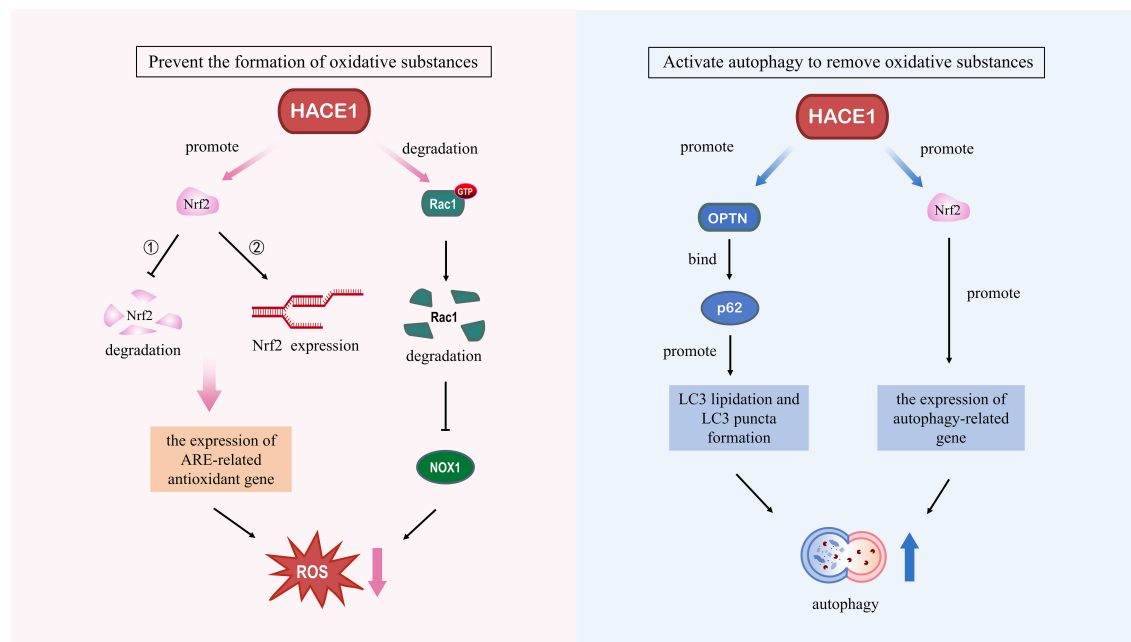 Prevent the formation of oxidative substances
HACE1
promote
degradation
Nrf2
GTP
Rac1
①
②
Nrf2
degradation
Nrf2 expression
Rac1
degradation
the expression of
ARE-related
antioxidant gene
NOX1
ROS
Activate autophagy to remove oxidative substances
HACE1
promote
promote
OPTN
Nrf2
bind
p62
promote
promote
LC3 lipidation and
LC3 puncta
formation
the expression of
autophagy-related
gene
autophagy